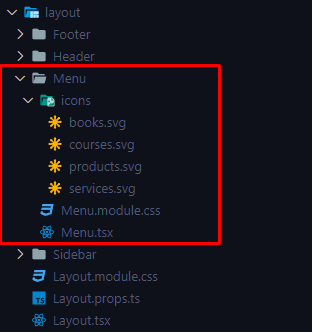 layout
Footer
Header
Menu
icons
books.svg
courses.svg
products.svg
services.svg
Menu.module.css
Menu.tsx
Sidebar
Layout.module.css
TS Layout.props.ts
Layout.tsx